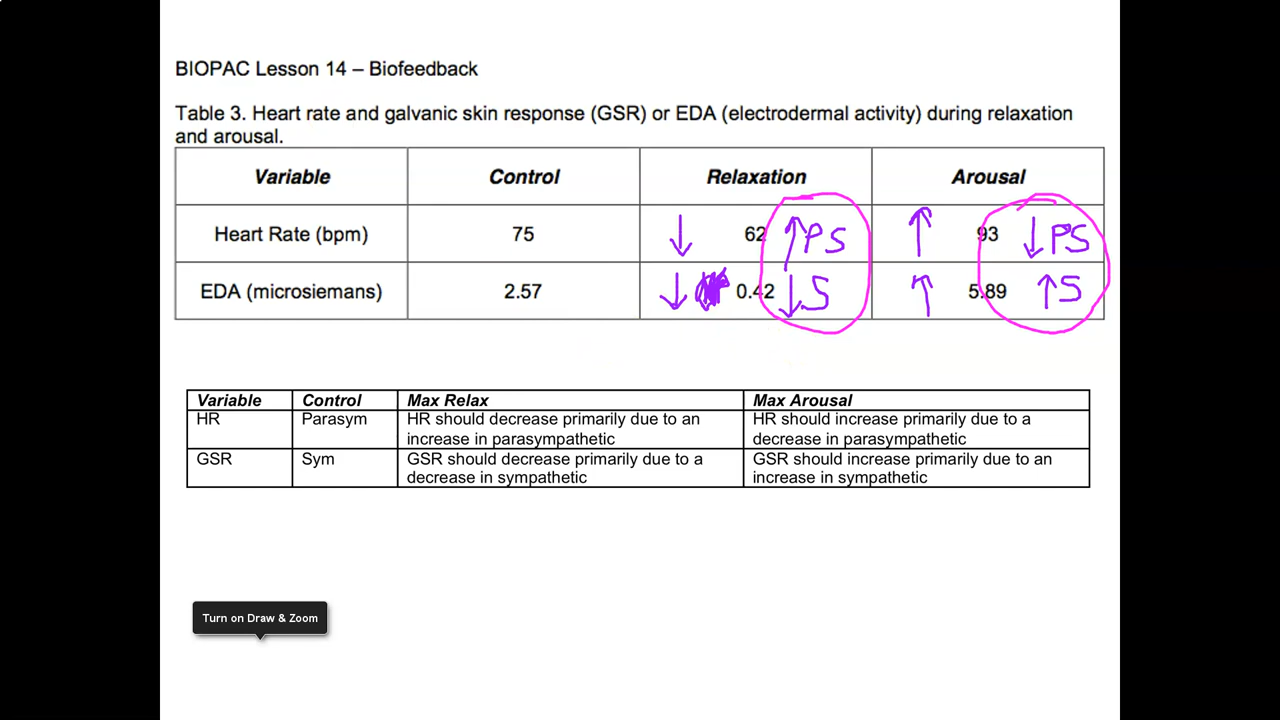 BIOPAC Lesson 14 – Biofeedback
Table 3. Heart rate and galvanic skin response (GSR) or EDA (electrodermal activity) during relaxation
and arousal.
Variable Control Relaxation Arousal
Heart Rate (bpm) 75 ↓ 62 ↑PS ↑ 93 ↓PS
EDA (microsiemans) 2.57 ↓ 0.42 ↓S ↑ 5.89 ↑S
Variable Control Max Relax Max Arousal
HR Parasym HR should decrease primarily due to an HR should increase primarily due to a
increase in parasympathetic decrease in parasympathetic
GSR Sym GSR should decrease primarily due to a GSR should increase primarily due to an
decrease in sympathetic increase in sympathetic
Turn on Draw & Zoom